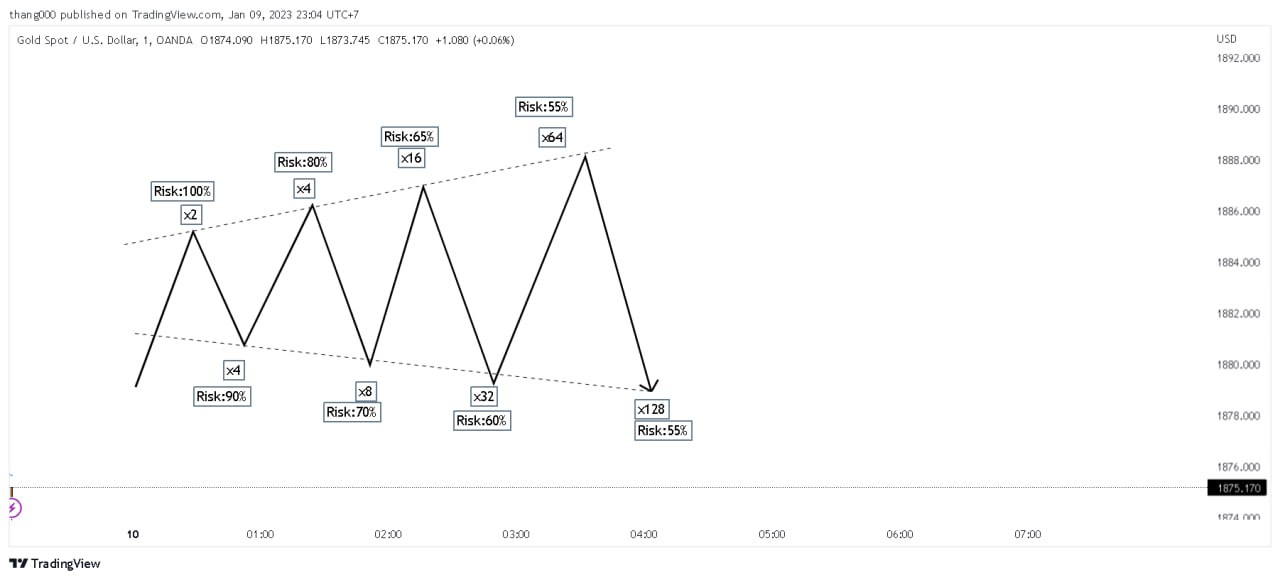 thang000 published on TradingView.com, Jan 09, 2023 23:04 UTC+7
Gold Spot / U.S. Dollar, 1, OANDA O1874.090 H1875.170 L1873.745 C1875.170 +1.080 (+0.06%)
USD
1892.000
1890.000
1888.000
1886.000
1884.000
1882.000
1880.000
1878.000
1876.000
1875.170
1874.000
Risk:55%
x64
Risk:65%
x16
Risk:80%
x4
Risk:100%
x2
x4
Risk:90%
x8
Risk:70%
x32
Risk:60%
x128
Risk:55%
10 01:00 02:00 03:00 04:00 05:00 06:00 07:00
TradingView